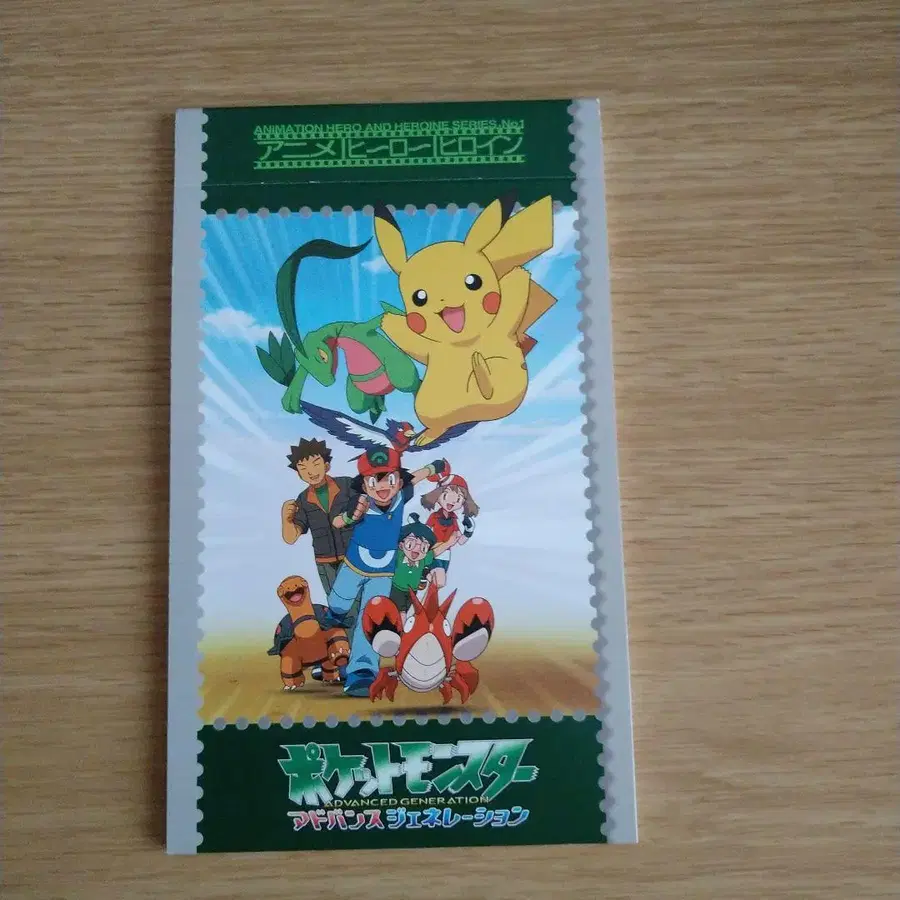 ANIMATION HERO AND HEROINE SERIES No.1
アニメヒーローヒロイン
ポケットモンスター
ADVANCED GENERATION
アドバンスジェネレーション